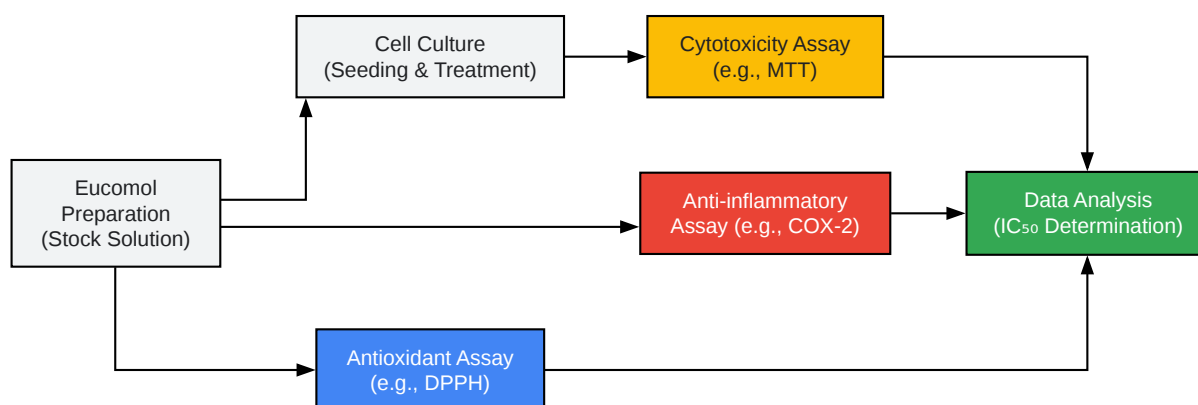 Cell Culture
(Seeding & Treatment)
Cytotoxicity Assay
(e.g., MTT)
Eucomol
Preparation
(Stock Solution)
Anti-inflammatory
Assay (e.g., COX-2)
Data Analysis
(IC₅₀ Determination)
Antioxidant Assay
(e.g., DPPH)